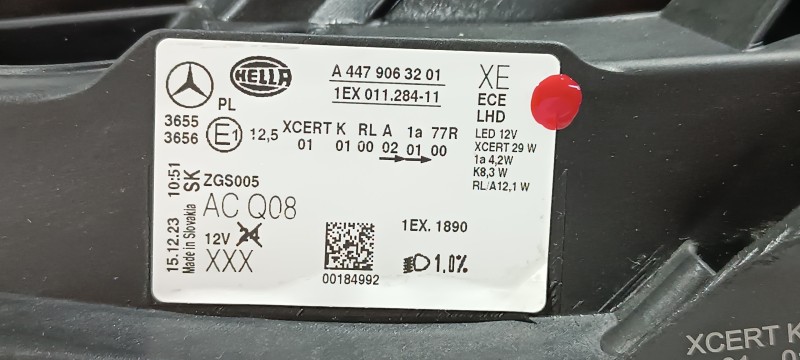 HELLA
A 447 906 32 01
1EX 011.284-11
XE
ECE
LHD
LED 12V
XCERT 29 W
1a 4,2W
K8,3 W
RL/A12,1 W
PL
3655
3656
E1
12,5
XCERT K RL A 1a 77R
01 01 00 02 01 00
15.12.23 10:51
Made in Slovakia
SK
ZGS005
AC Q08
12V
XXX
00184992
1EX. 1890
1.0%
XCERT K